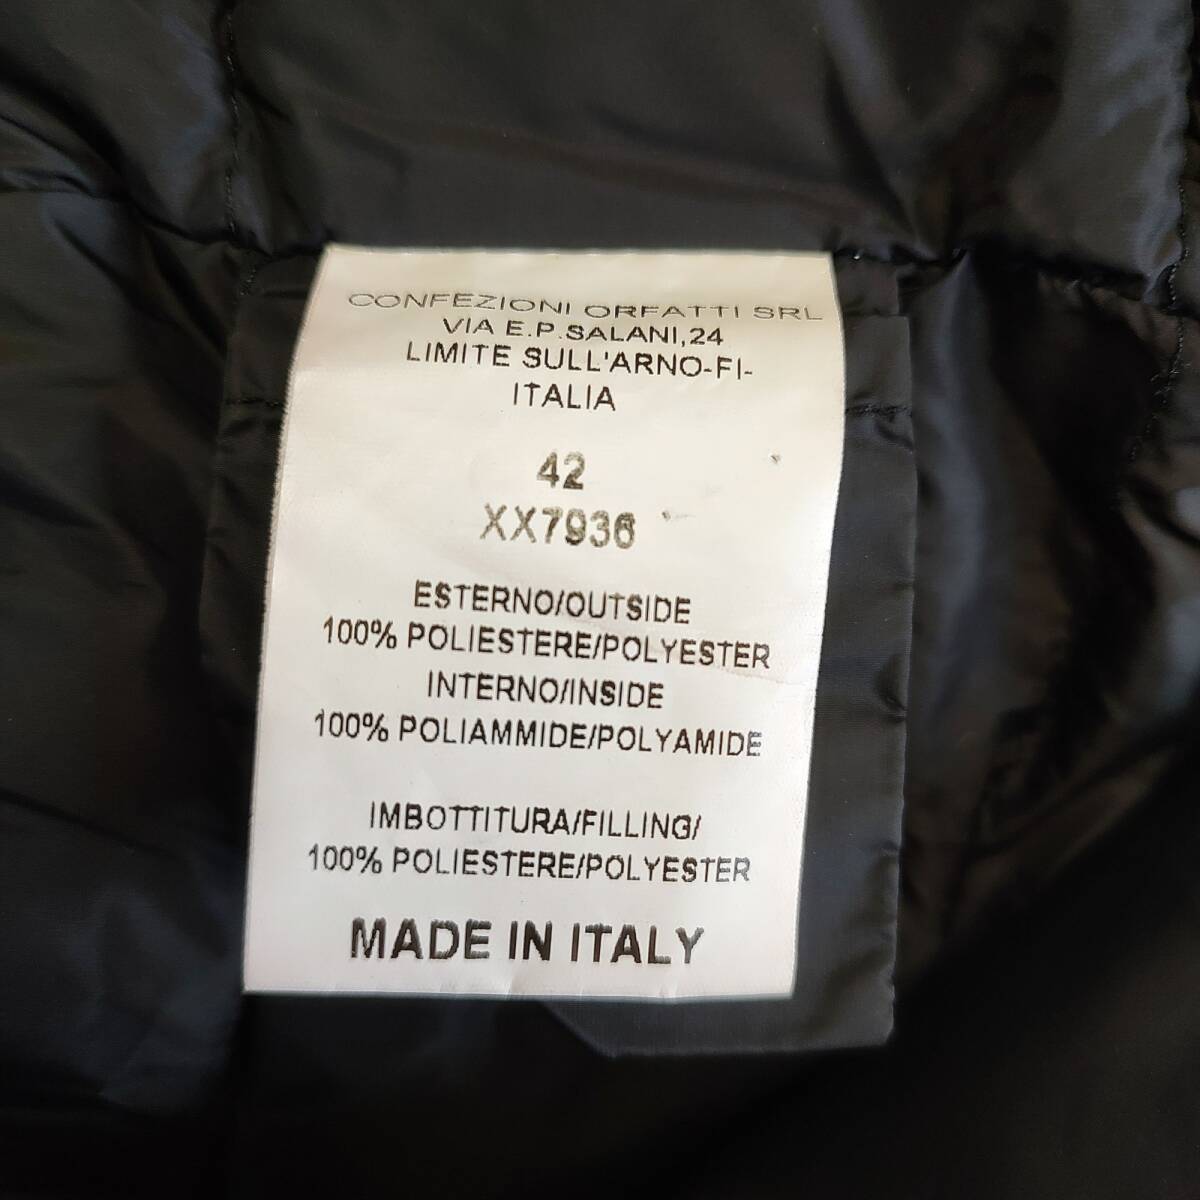 CONFEZIONI ORFATTI SRL
VIA E.P.SALANI,24
LIMITE SULL'ARNO-FI-
ITALIA
42
XX7936
ESTERNO/OUTSIDE
100% POLIESTERE/POLYESTER
INTERNO/INSIDE
100% POLIAMMIDE/POLYAMIDE
IMBOTTITURA/FILLING/
100% POLIESTERE/POLYESTER
MADE IN ITALY